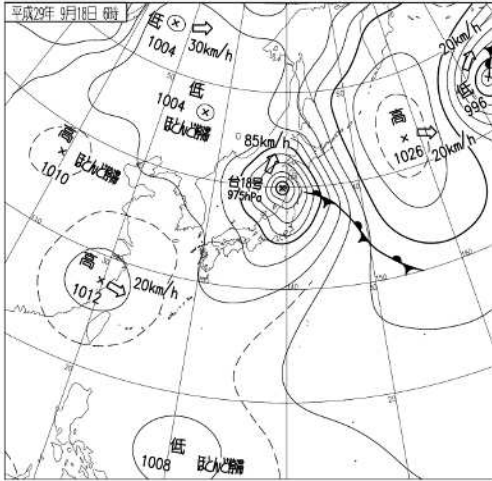 平成29年 9月18日 6時
低
1004
30km/h
低
1004
ほとんど停滞
高
1010
ほとんど停滞
高
1012
20km/h
85km/h
台18号
975hPa
高
1026
20km/h
20km/h
低
996
低
1008
ほとんど停滞